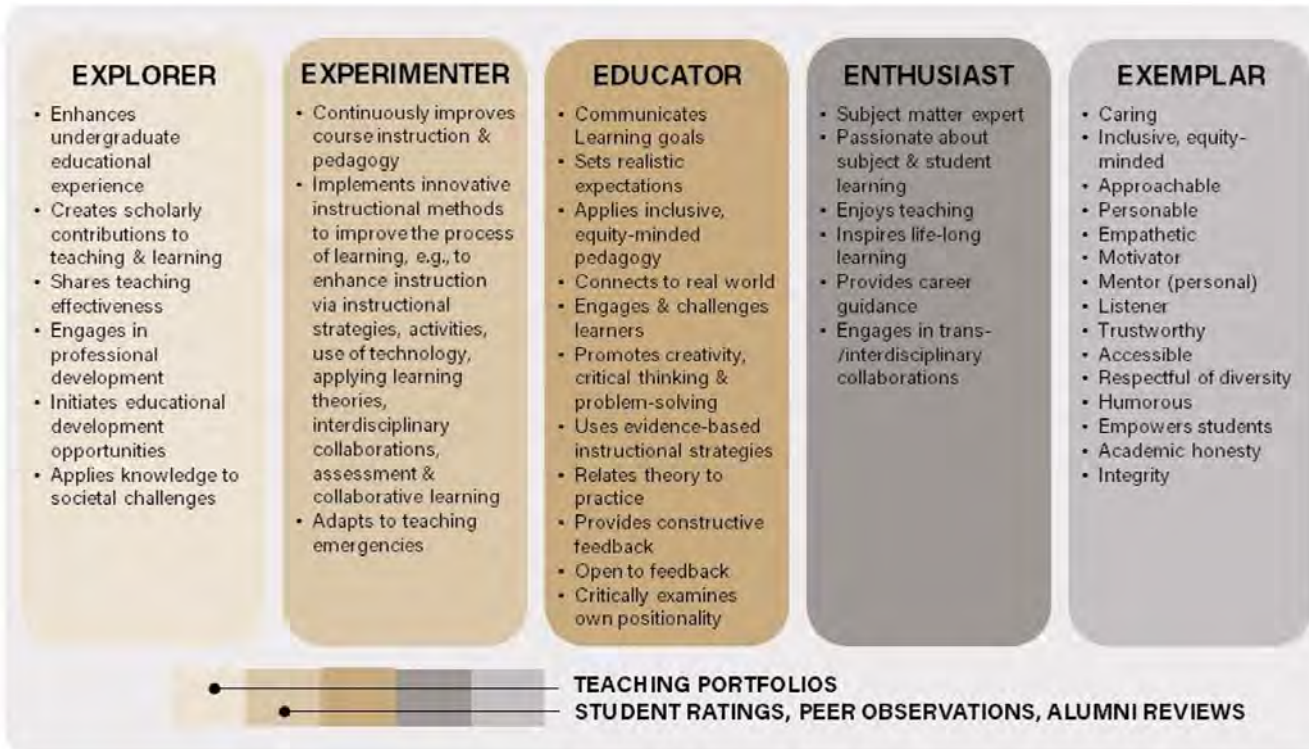 EXPLORER
• Enhances
undergraduate
educational
experience
• Creates scholarly
contributions to
teaching & learning
• Shares teaching
effectiveness
• Engages in
professional
development
• Initiates educational
development
opportunities
• Applies knowledge to
societal challenges
EXPERIMENTER
• Continuously improves
course instruction &
pedagogy
• Implements innovative
instructional methods
to improve the process
of learning, e.g., to
enhance instruction
via instructional
strategies, activities,
use of technology,
applying learning
theories,
interdisciplinary
collaborations,
assessment &
collaborative learning
• Adapts to teaching
emergencies
EDUCATOR
• Communicates
Learning goals
• Sets realistic
expectations
• Applies inclusive,
equity-minded
pedagogy
• Connects to real world
• Engages & challenges
learners
• Promotes creativity,
critical thinking &
problem-solving
• Uses evidence-based
instructional strategies
• Relates theory to
practice
• Provides constructive
feedback
• Open to feedback
• Critically examines
own positionality
ENTHUSIAST
• Subject matter expert
• Passionate about
subject & student
learning
• Enjoys teaching
• Inspires life-long
learning
• Provides career
guidance
• Engages in trans-
/interdisciplinary
collaborations
EXEMPLAR
• Caring
• Inclusive, equity-
minded
• Approachable
• Personable
• Empathetic
• Motivator
• Mentor (personal)
• Listener
• Trustworthy
• Accessible
• Respectful of diversity
• Humorous
• Empowers students
• Academic honesty
• Integrity
TEACHING PORTFOLIOS
STUDENT RATINGS, PEER OBSERVATIONS, ALUMNI REVIEWS